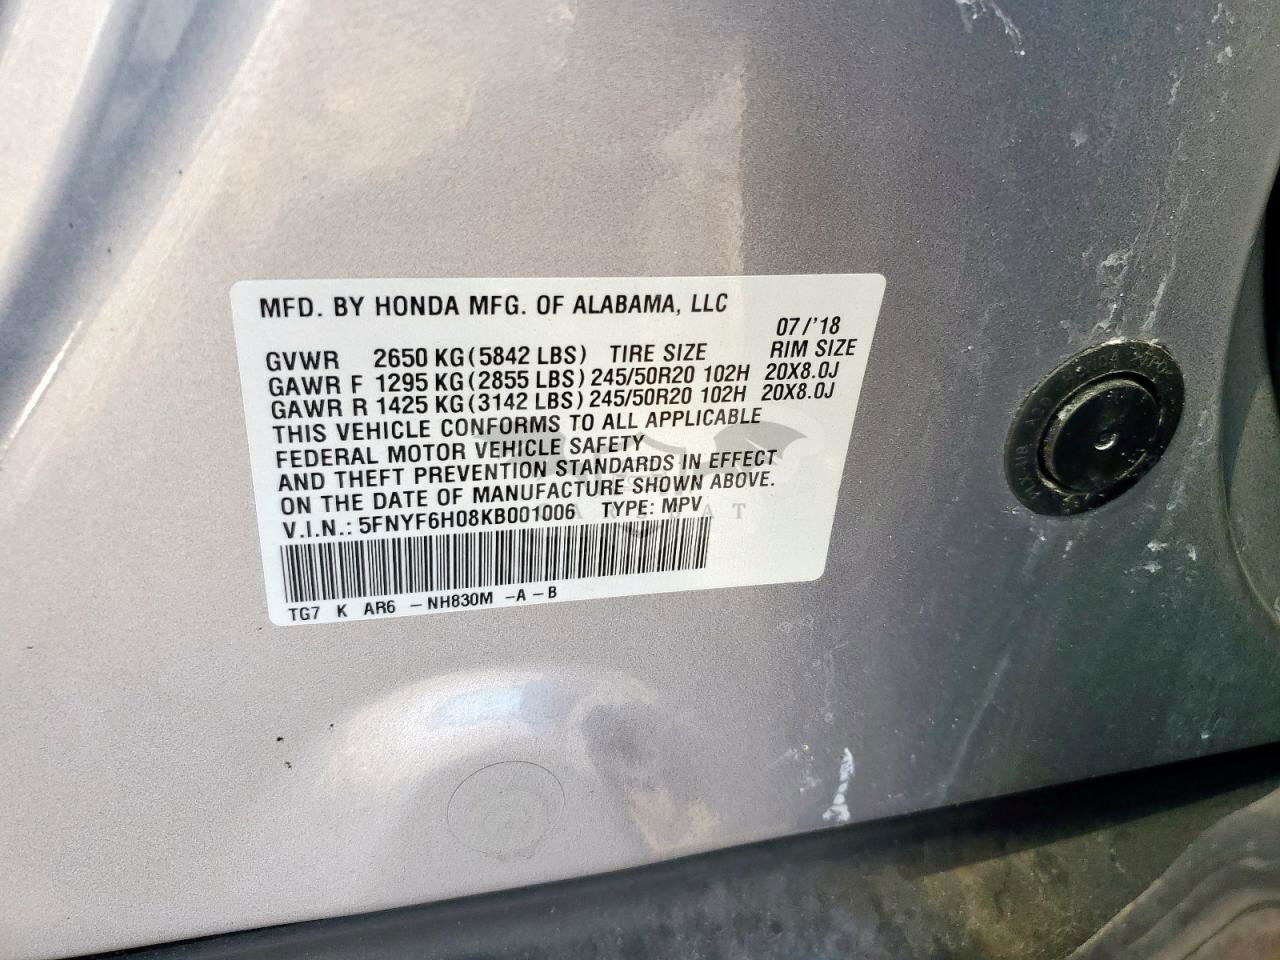 MFD. BY HONDA MFG. OF ALABAMA, LLC
07/'18
GVWR 2650 KG(5842 LBS) TIRE SIZE RIM SIZE
GAWR F 1295 KG(2855 LBS)245/50R20 102H 20X8.0J
GAWR R 1425 KG(3142 LBS)245/50R20 102H 20X8.0J
THIS VEHICLE CONFORMS TO ALL APPLICABLE
FEDERAL MOTOR VEHICLE SAFETY
AND THEFT PREVENTION STANDARDS IN EFFECT
ON THE DATE OF MANUFACTURE SHOWN ABOVE.
V.I.N.: 5FNYF6H08KB001006 TYPE: MPV
TG7 K AR6 -NH830M -A-B